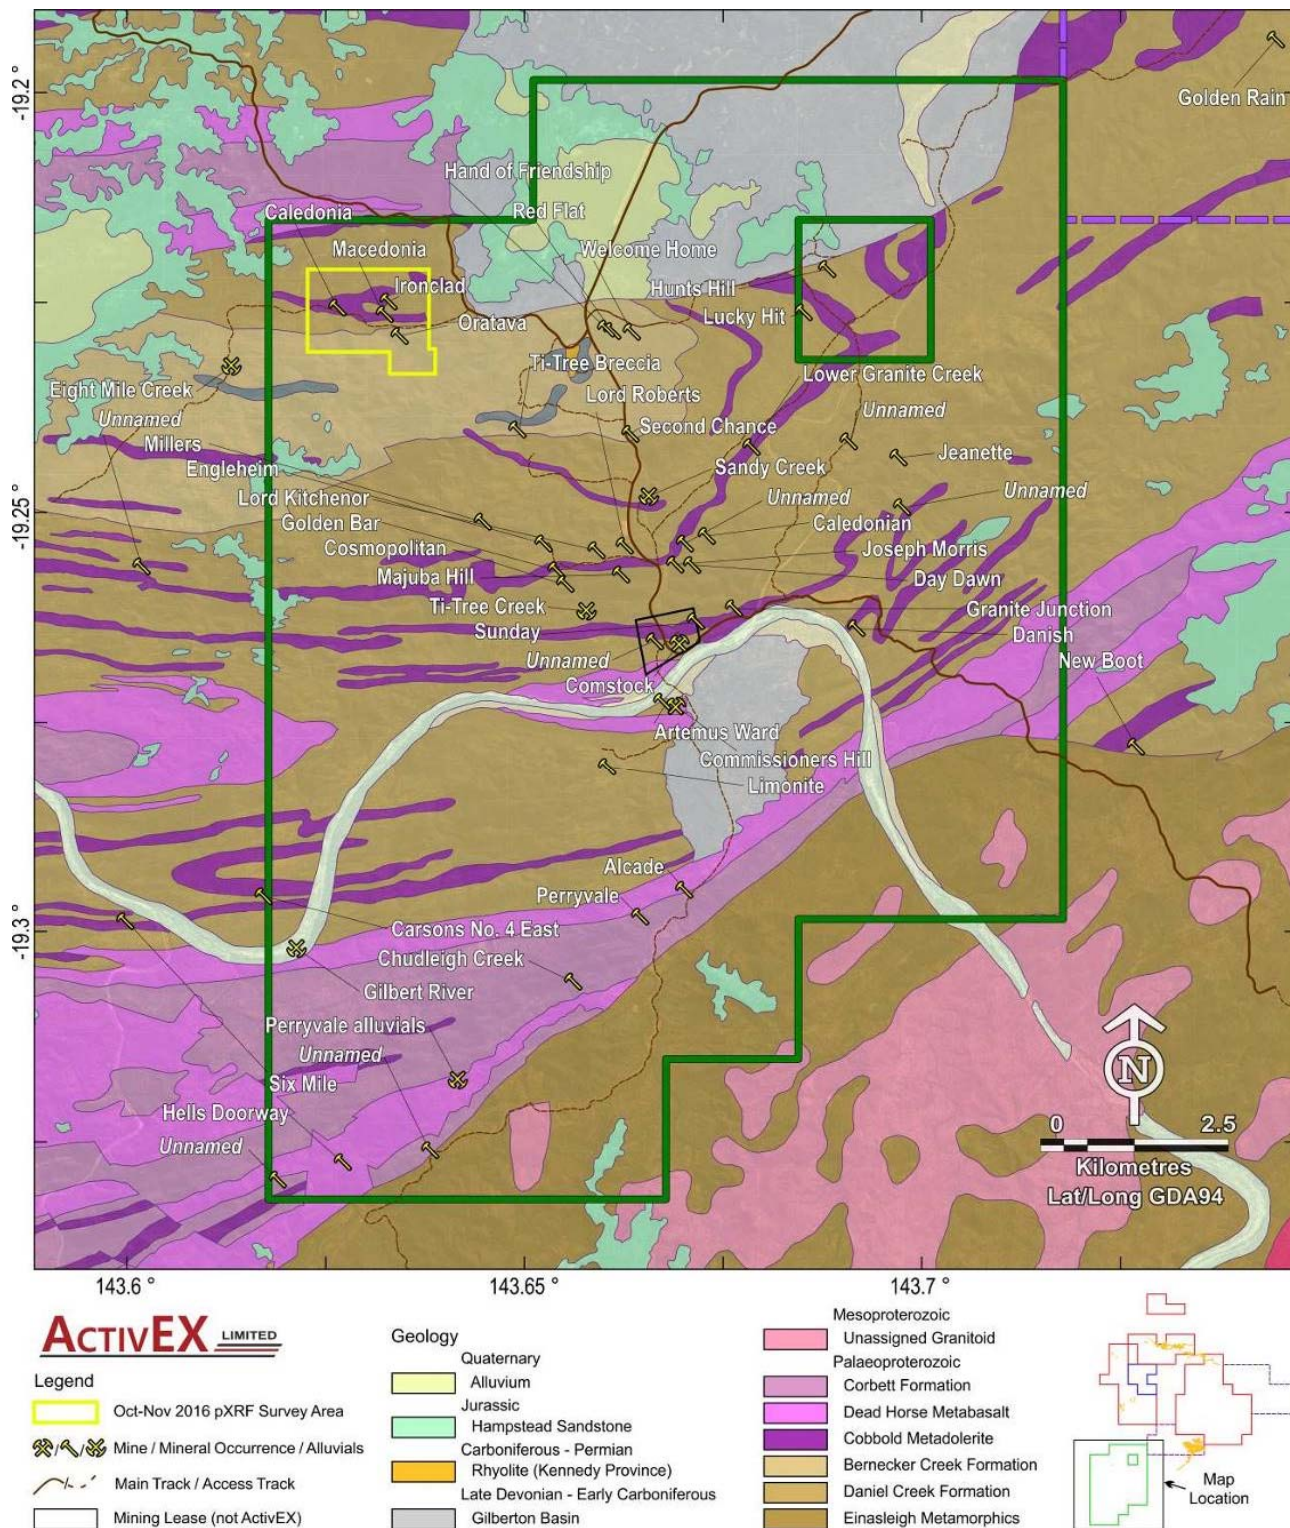 -19.2 °
-19.25 °
-19.3 °
Golden Rain
Hand of Friendship
Caledonia
Red Flat
Macedonia
Welcome Home
Ironclad
Hunts Hill
Oratava
Lucky Hit
Ti-Tree Breccia
Lower Granite Creek
Eight Mile Creek
Lord Roberts
Unnamed
Unnamed
Second Chance
Millers
Jeanette
Engleheim
Sandy Creek
Unnamed
Unnamed
Lord Kitchenor
Golden Bar
Caledonian
Cosmopolitan
Joseph Morris
Majuba Hill
Day Dawn
Ti-Tree Creek
Granite Junction
Sunday
Danish
Unnamed
New Boot
Comstock
Artemus Ward
Commissioners Hill
Limonite
Alcade
Perryvale
Carsons No. 4 East
Chudleigh Creek
Gilbert River
Perryvale alluvials
Unnamed
Six Mile
Hells Doorway
Unnamed
N
0 2.5
Kilometres
Lat/Long GDA94
143.6 ° 143.65 ° 143.7 °
ACTIVEX LIMITED
Legend
Oct-Nov 2016 pXRF Survey Area
Mine / Mineral Occurrence / Alluvials
Main Track / Access Track
Mining Lease (not ActivEX)
Geology
Quaternary
Alluvium
Jurassic
Hampstead Sandstone
Carboniferous - Permian
Rhyolite (Kennedy Province)
Late Devonian - Early Carboniferous
Gilberton Basin
Mesoproterozoic
Unassigned Granitoid
Palaeoproterozoic
Corbett Formation
Dead Horse Metabasalt
Cobbold Metadolerite
Bernecker Creek Formation
Daniel Creek Formation
Einasleigh Metamorphics
Map
Location